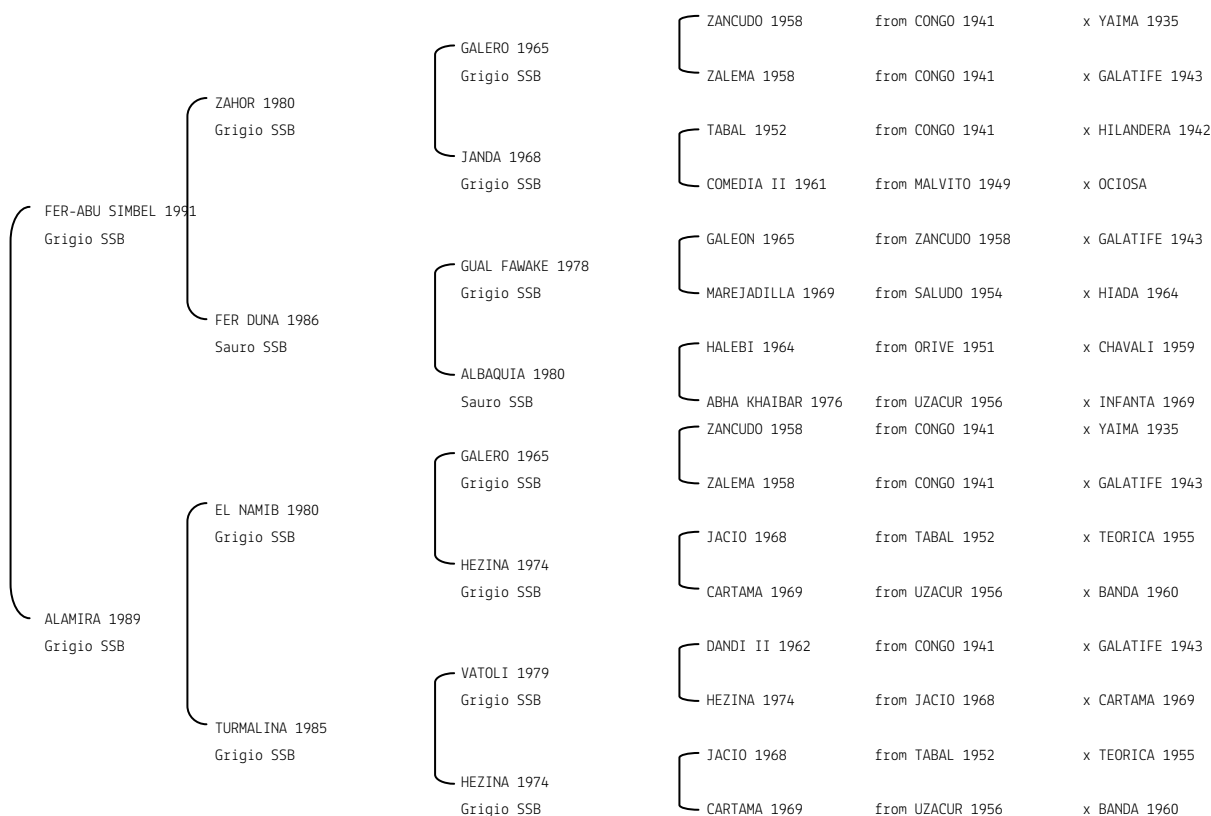 ZANCUDO 1958 from CONGO 1941 x YAIMA 1935
GALERO 1965
Grigio SSB ZALEMA 1958 from CONGO 1941 x GALATIFE 1943
ZAHOR 1980
Grigio SSB TABAL 1952 from CONGO 1941 x HILANDERA 1942
JANDA 1968
Grigio SSB COMEDIA II 1961 from MALVITO 1949 x OCIOSA
FER-ABU SIMBEL 1991
Grigio SSB GALEON 1965 from ZANCUDO 1958 x GALATIFE 1943
GUAL FAWAKE 1978
Grigio SSB MAREJADILLA 1969 from SALUDO 1954 x HIADA 1964
FER DUNA 1986
Sauro SSB HALEBI 1964 from ORIVE 1951 x CHAVALI 1959
ALBAQUIA 1980
Sauro SSB ABHA KHAIBAR 1976 from UZACUR 1956 x INFANTA 1969
ZANCUDO 1958 from CONGO 1941 x YAIMA 1935
GALERO 1965
Grigio SSB ZALEMA 1958 from CONGO 1941 x GALATIFE 1943
EL NAMIB 1980
Grigio SSB JACIO 1968 from TABAL 1952 x TEORICA 1955
HEZINA 1974
Grigio SSB CARTAMA 1969 from UZACUR 1956 x BANDA 1960
ALAMIRA 1989
Grigio SSB DANDI II 1962 from CONGO 1941 x GALATIFE 1943
VATOLI 1979
Grigio SSB HEZINA 1974 from JACIO 1968 x CARTAMA 1969
TURMALINA 1985
Grigio SSB JACIO 1968 from TABAL 1952 x TEORICA 1955
HEZINA 1974
Grigio SSB CARTAMA 1969 from UZACUR 1956 x BANDA 1960